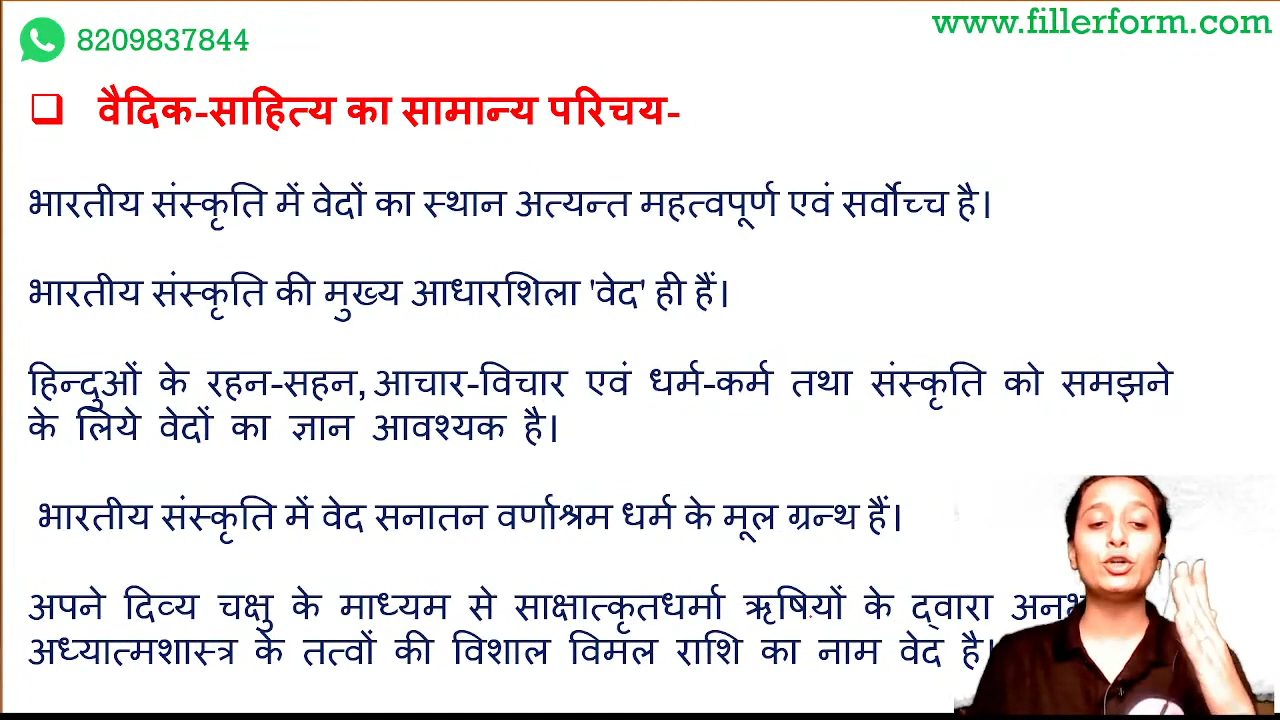 8209837844
www.fillerform.com
वैदिक-साहित्य का सामान्य परिचय-
भारतीय संस्कृति में वेदों का स्थान अत्यन्त महत्वपूर्ण एवं सर्वोच्च है।
भारतीय संस्कृति की मुख्य आधारशिला 'वेद' ही हैं।
हिन्दुओं के रहन-सहन, आचार-विचार एवं धर्म-कर्म तथा संस्कृति को समझने
के लिये वेदों का ज्ञान आवश्यक है।
भारतीय संस्कृति में वेद सनातन वर्णाश्रम धर्म के मूल ग्रन्थ हैं।
अपने दिव्य चक्षु के माध्यम से साक्षात्कृतधर्मा ऋषियों के द्वारा
अध्यात्मशास्त्र के तत्वों की विशाल विमल राशि का नाम वेद है।